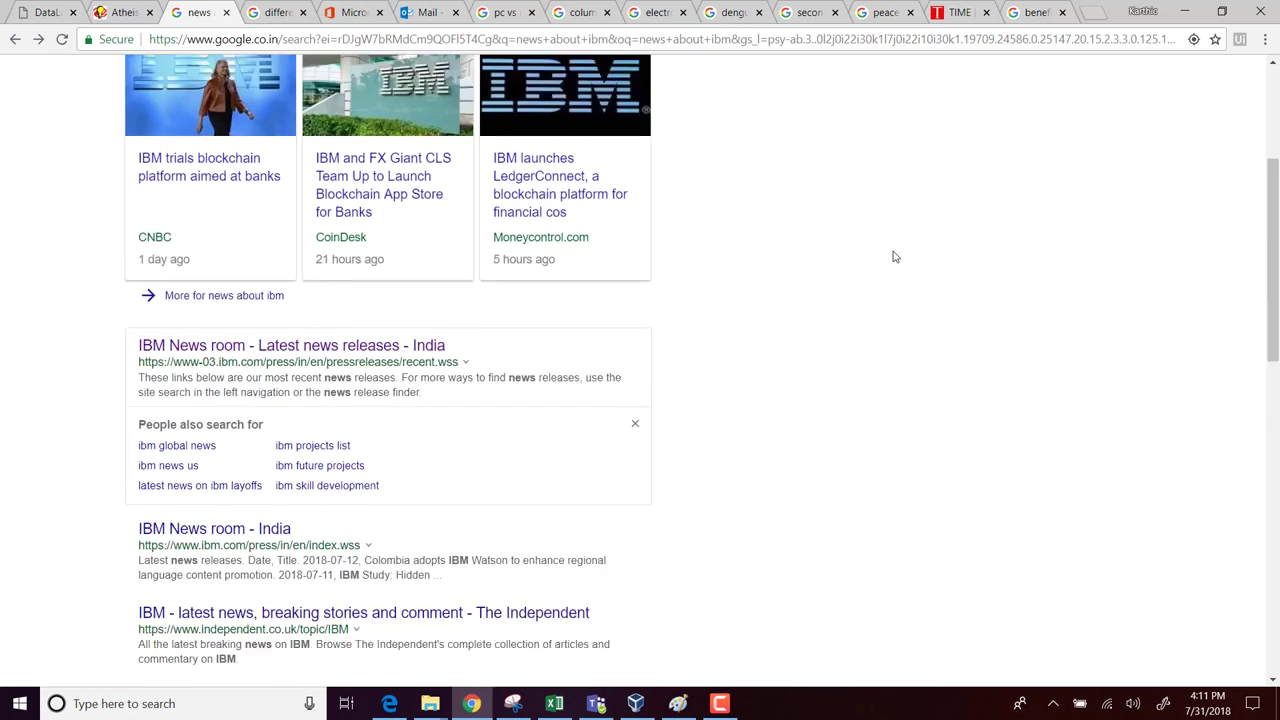 DataL
Atheis
news
differe
Micros
Mail -
pc vs
colum
electr
dengu
secon
peace
TIME
benef
Karthio
Secure
https://www.google.co.in/search?ei=rDJgW7bRMdCm9QOFl5T4Cg&q=news+about+ibm&oq=news+about+ibm&gs_l=psy-ab.3.0l2j0i22i30k1l7j0i22i10i30k1.19709.24586.0.25147.20.15.2.3.3.0.125.1...
IBM
IBM
IBM trials blockchain
platform aimed at banks
CNBC
1 day ago
IBM and FX Giant CLS
Team Up to Launch
Blockchain App Store
for Banks
CoinDesk
21 hours ago
IBM launches
LedgerConnect, a
blockchain platform for
financial cos
Moneycontrol.com
5 hours ago
More for news about ibm
IBM News room - Latest news releases - India
https://www-03.ibm.com/press/in/en/pressreleases/recent.wss
These links below are our most recent news releases. For more ways to find news releases, use the
site search in the left navigation or the news release finder.
People also search for
ibm global news
ibm projects list
ibm news us
ibm future projects
latest news on ibm layoffs
ibm skill development
IBM News room - India
https://www.ibm.com/press/in/en/index.wss
Latest news releases. Date, Title. 2018-07-12, Colombia adopts IBM Watson to enhance regional
language content promotion. 2018-07-11, IBM Study: Hidden ...
IBM - latest news, breaking stories and comment - The Independent
https://www.independent.co.uk/topic/IBM
All the latest breaking news on IBM. Browse The Independent's complete collection of articles and
commentary on IBM.
Type here to search
4:11 PM
7/31/2018